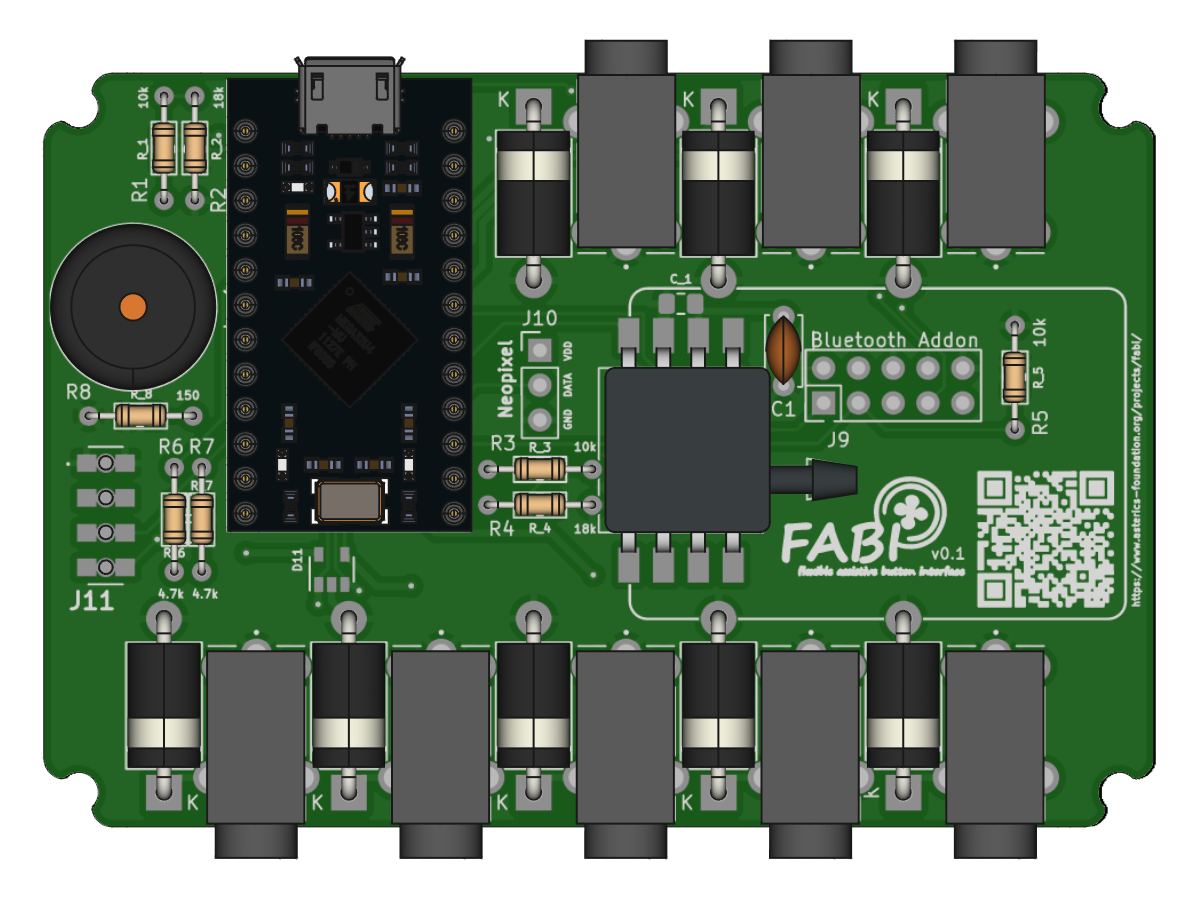 10k
18k
R_1
R_2
R1
R2
K
K
K
106C
106C
C_1
J10
Neopixel
VDD
DATA
GND
Bluetooth Addon
C1
J9
10k
R_5
R5
R8
R_8
150
R6
R7
R_7
R_6
4.7k
4.7k
J11
R3
R_3
10k
R4
R_4
18k
D11
FABI
v0.1
flexible assistive button interface
https://www.asterics-foundation.org/projects/fabi/
K
K
K
K
K